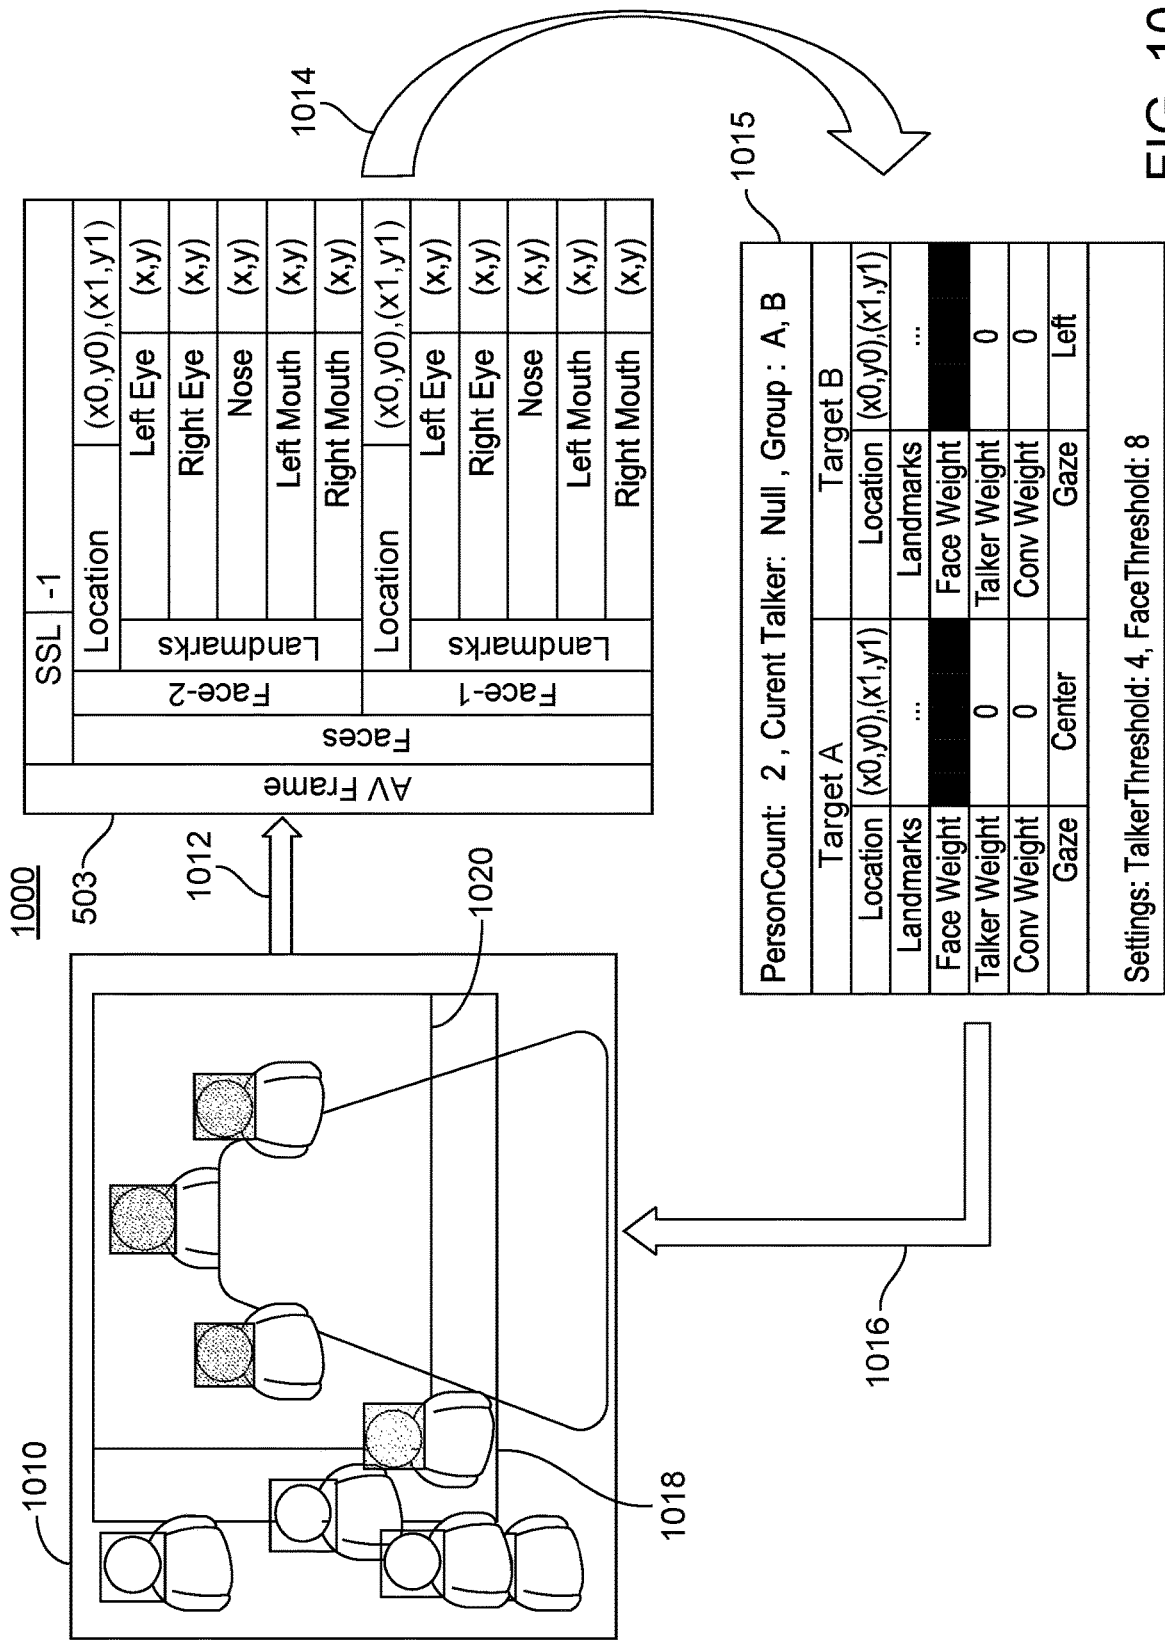 1000
1010
503
1012
1020
1018
SSL -1
AV Frame
Faces
Face-2
Location (x0,y0),(x1,y1)
Landmarks
Left Eye (x,y)
Right Eye (x,y)
Nose (x,y)
Left Mouth (x,y)
Right Mouth (x,y)
Face-1
Location (x0,y0),(x1,y1)
Landmarks
Left Eye (x,y)
Right Eye (x,y)
Nose (x,y)
Left Mouth (x,y)
Right Mouth (x,y)
1014
1016
1015
PersonCount: 2 , Curent Talker: Null , Group : A, B
Target A Target B
Location (x0,y0),(x1,y1) Location (x0,y0),(x1,y1)
Landmarks ... Landmarks ...
Face Weight Face Weight
Talker Weight 0 Talker Weight 0
Conv Weight 0 Conv Weight 0
Gaze Center Gaze Left
Settings: TalkerThreshold: 4, FaceThreshold: 8
FIG. 10